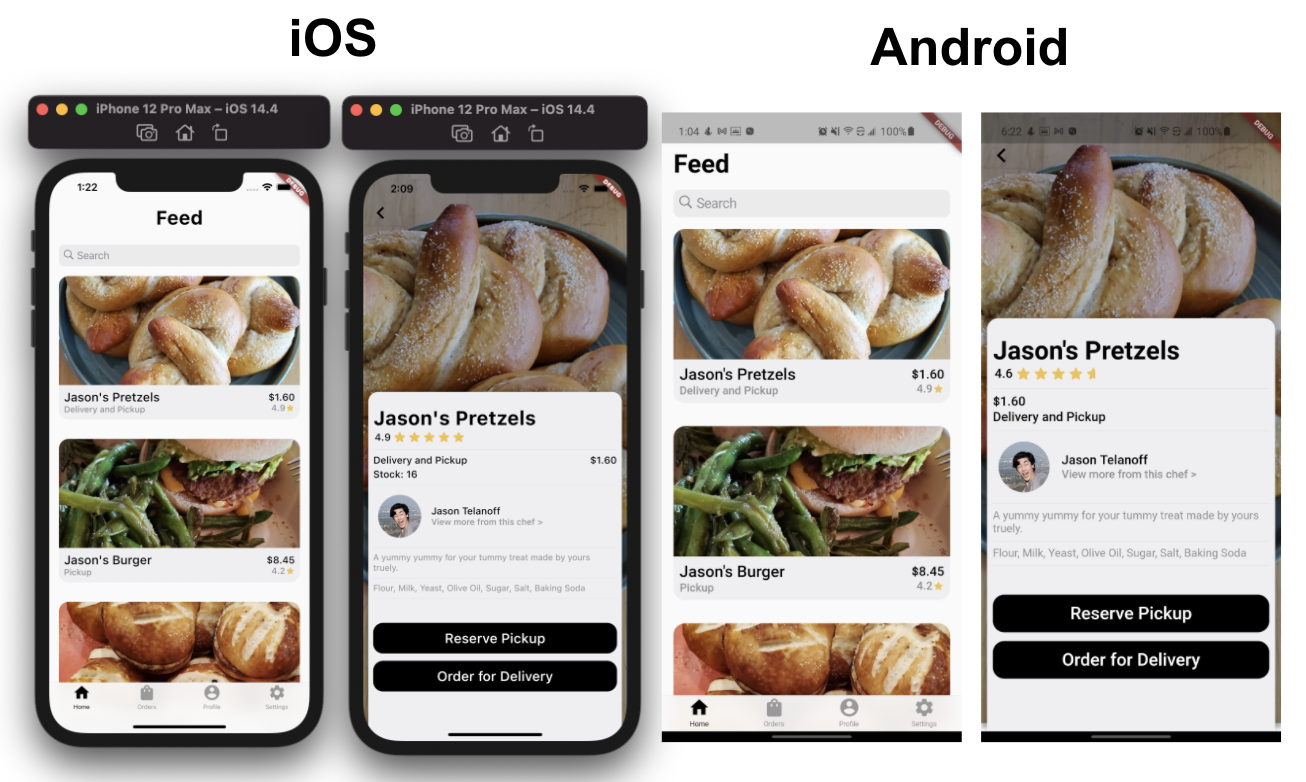 iOS
Android
iPhone 12 Pro Max – iOS 14.4
1:22
DEBUG
Feed
Search
Jason's Pretzels
$1.60
Delivery and Pickup
4.9
Jason's Burger
$8.45
Pickup
4.2
Home
Orders
Profile
Settings
iPhone 12 Pro Max – iOS 14.4
2:09
DEBUG
Jason's Pretzels
4.9
Delivery and Pickup
$1.60
Stock: 16
Jason Telanoff
View more from this chef >
A yummy yummy for your tummy treat made by yours
truely.
Flour, Milk, Yeast, Olive Oil, Sugar, Salt, Baking Soda
Reserve Pickup
Order for Delivery
1:04
100%
DEBUG
Feed
Search
Jason's Pretzels
$1.60
Delivery and Pickup
4.9
Jason's Burger
$8.45
Pickup
4.2
Home
Orders
Profile
Settings
6:22
100%
DEBUG
Jason's Pretzels
4.6
$1.60
Delivery and Pickup
Jason Telanoff
View more from this chef >
A yummy yummy for your tummy treat made by yours
truely.
Flour, Milk, Yeast, Olive Oil, Sugar, Salt, Baking Soda
Reserve Pickup
Order for Delivery